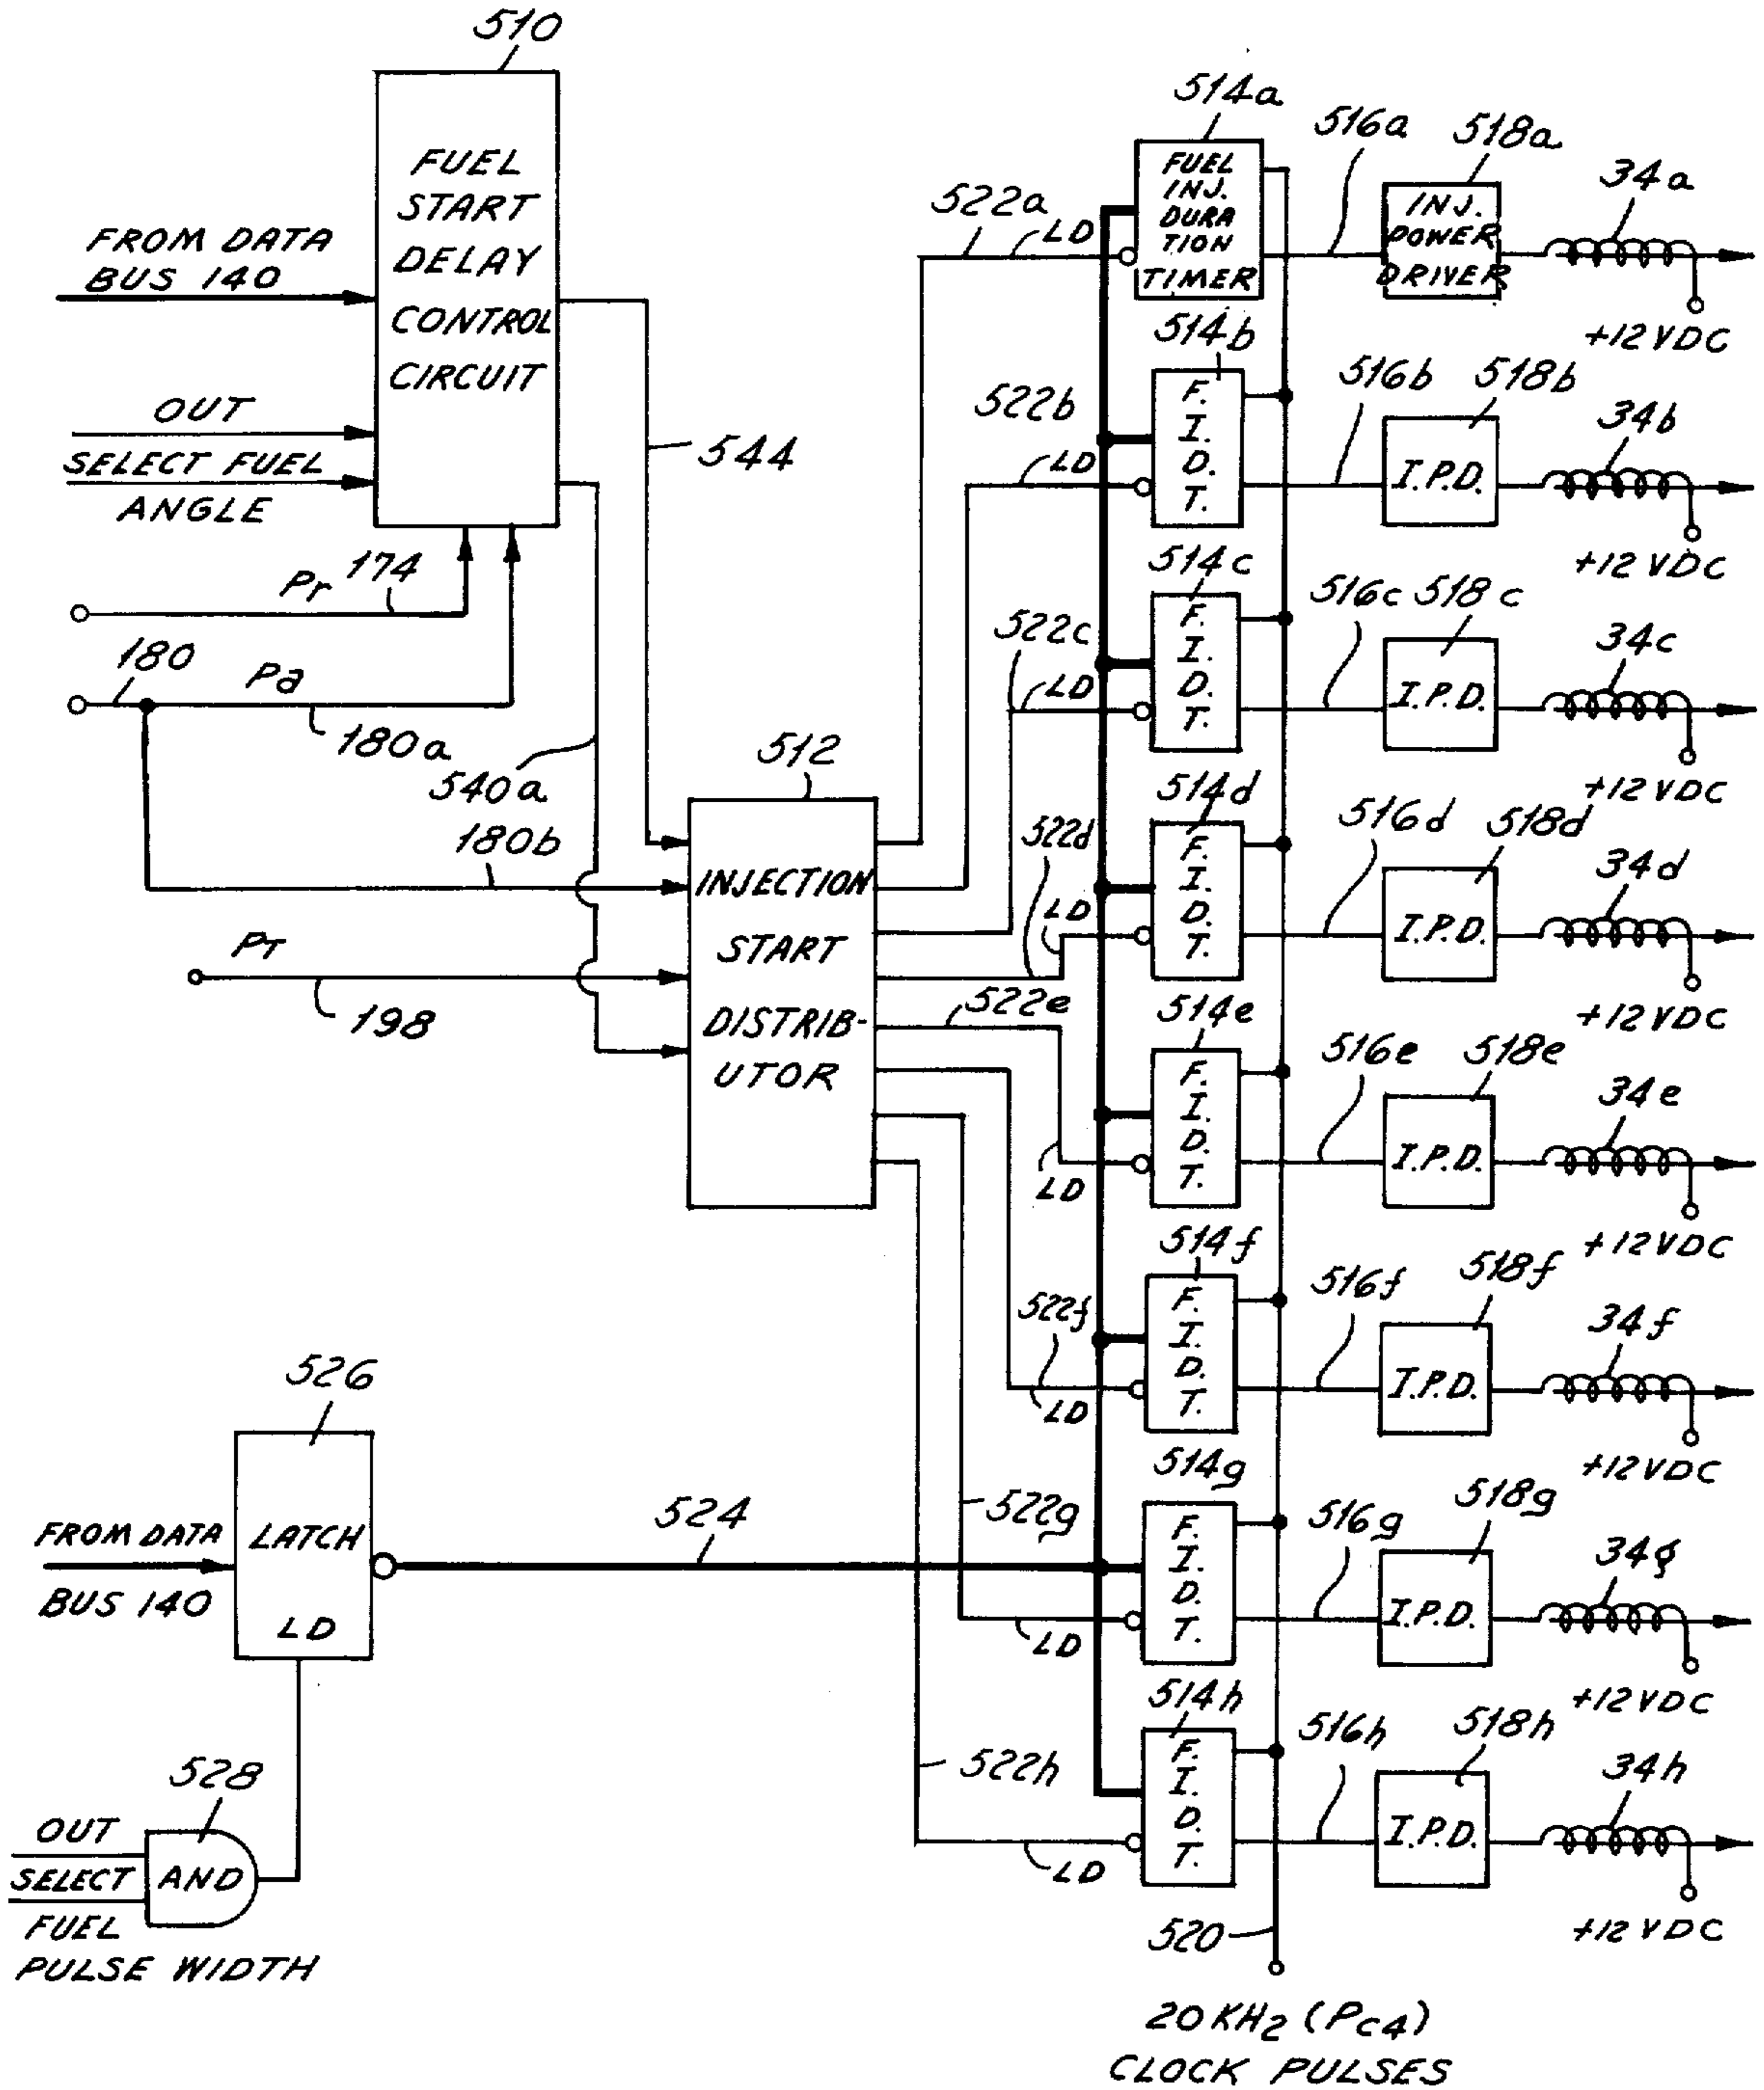 510
FUEL
START
DELAY
CONTROL
CIRCUIT
FROM DATA
BUS 140
OUT
SELECT FUEL
ANGLE
Pr 174
180 Pa
180a
540a
544
180b
PT
198
512
INJECTION
START
DISTRIB-
UTOR
522a LD
522b
LD
522c
LD
522d
LD
522e
LD
522f
LD
522g
LD
522h
LD
514a
FUEL
INJ.
DURA
TION
TIMER
516a
518a
INJ.
POWER
DRIVER
34a
+12 VDC
514b
F.
I.
D.
T.
516b
518b
I.P.D.
34b
+12 VDC
514c
F.
I.
D.
T.
516c
518c
I.P.D.
34c
+12 VDC
514d
F.
I.
D.
T.
516d
518d
I.P.D.
34d
+12 VDC
514e
F.
I.
D.
T.
516e
518e
I.P.D.
34e
+12 VDC
514f
F.
I.
D.
T.
516f
518f
I.P.D.
34f
+12 VDC
514g
F.
I.
D.
T.
516g
518g
I.P.D.
34g
+12 VDC
514h
F.
I.
D.
T.
516h
518h
I.P.D.
34h
+12 VDC
526
LATCH
LD
FROM DATA
BUS 140
524
528
AND
OUT
SELECT
FUEL
PULSE WIDTH
520
20 KHz (Pc4)
CLOCK PULSES